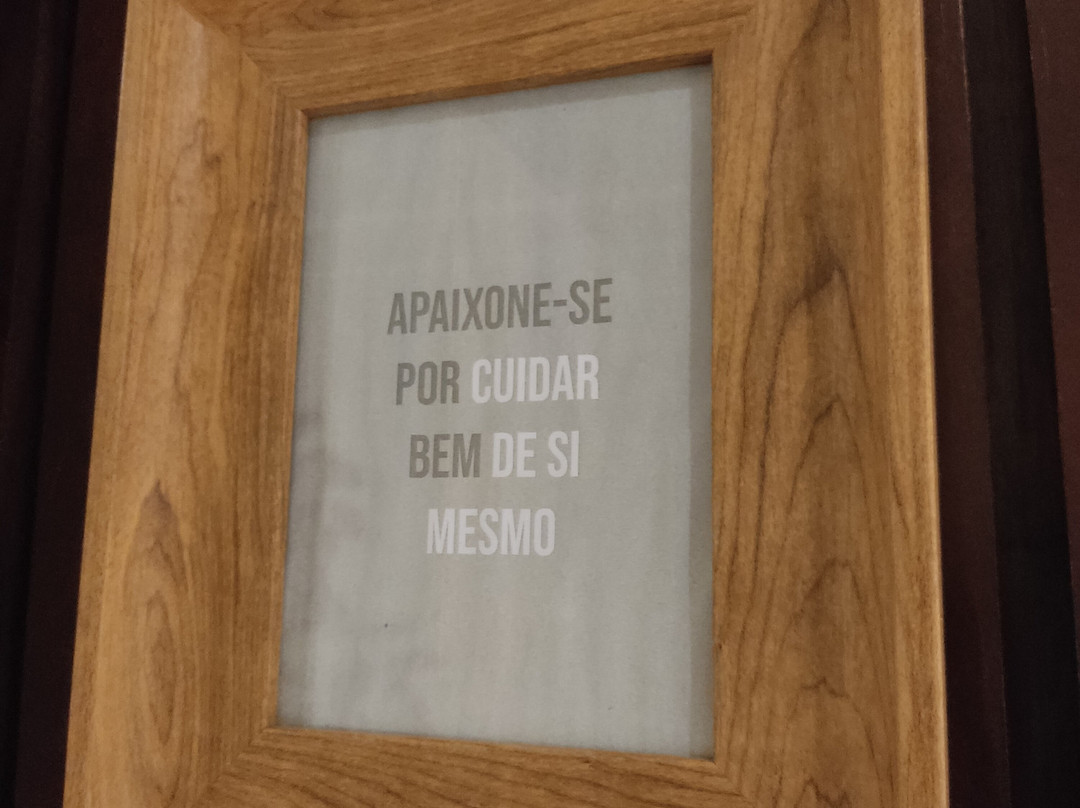 APAIXONE-SE
POR CUIDAR
BEM DE SI
MESMO